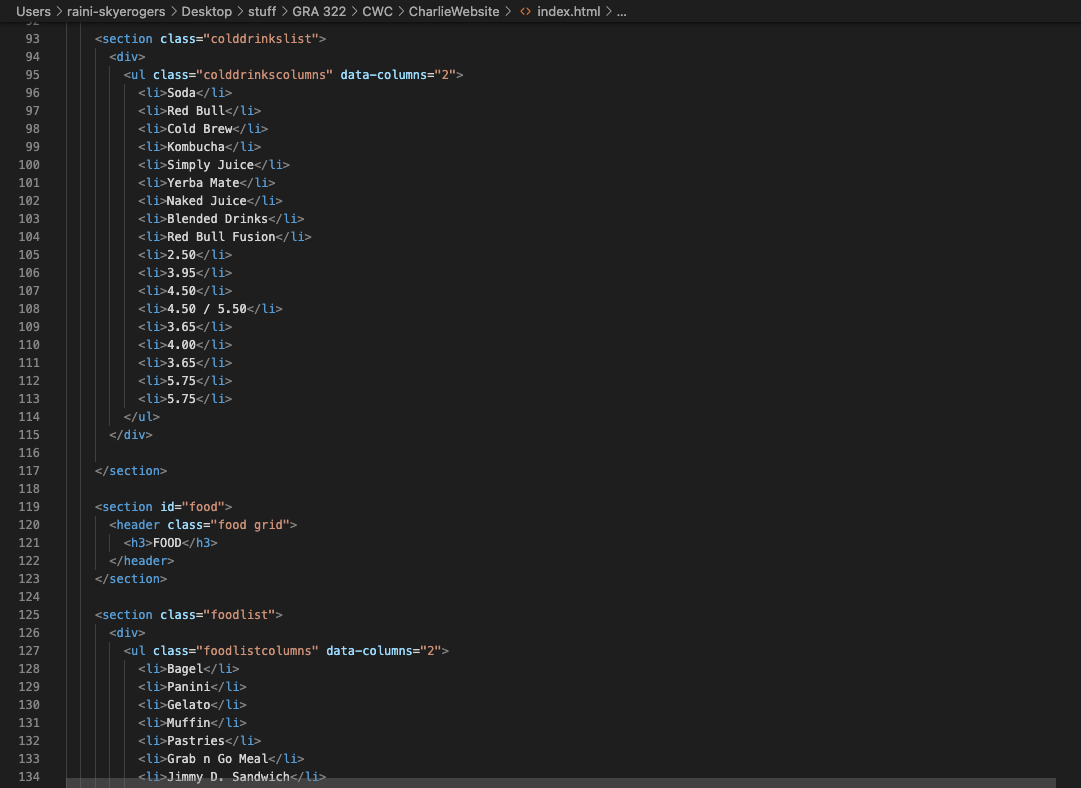 Users > raini-skyerogers > Desktop > stuff > GRA 322 > CWC > CharlieWebsite > <> index.html > ...
92
93 <section class="colddrinkslist">
94 <div>
95 <ul class="colddrinkscolumns" data-columns="2">
96 <li>Soda</li>
97 <li>Red Bull</li>
98 <li>Cold Brew</li>
99 <li>Kombucha</li>
100 <li>Simply Juice</li>
101 <li>Yerba Mate</li>
102 <li>Naked Juice</li>
103 <li>Blended Drinks</li>
104 <li>Red Bull Fusion</li>
105 <li>2.50</li>
106 <li>3.95</li>
107 <li>4.50</li>
108 <li>4.50 / 5.50</li>
109 <li>3.65</li>
110 <li>4.00</li>
111 <li>3.65</li>
112 <li>5.75</li>
113 <li>5.75</li>
114 </ul>
115 </div>
116
117 </section>
118
119 <section id="food">
120 <header class="food grid">
121 <h3>FOOD</h3>
122 </header>
123 </section>
124
125 <section class="foodlist">
126 <div>
127 <ul class="foodlistcolumns" data-columns="2">
128 <li>Bagel</li>
129 <li>Panini</li>
130 <li>Gelato</li>
131 <li>Muffin</li>
132 <li>Pastries</li>
133 <li>Grab n Go Meal</li>
134 <li>Jimmy D. Sandwich</li>